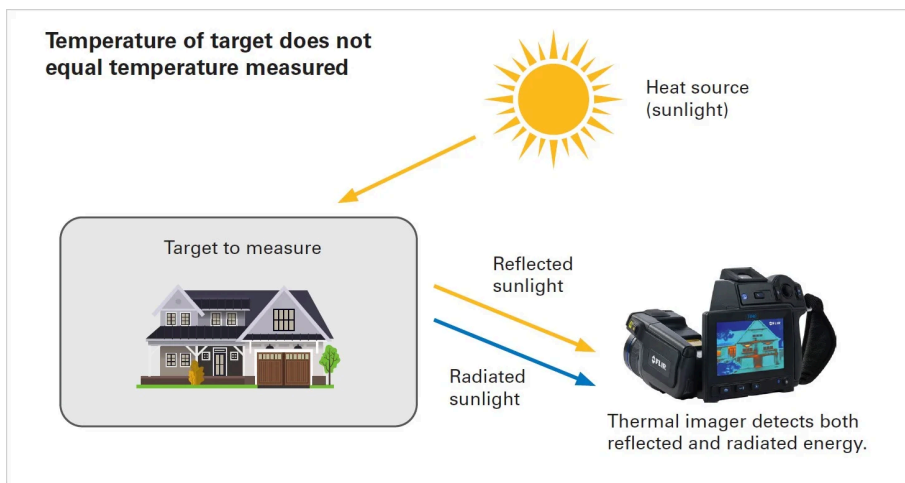 Temperature of target does not
equal temperature measured
Heat source
(sunlight)
Target to measure
Reflected
sunlight
Radiated
sunlight
FLIR
Thermal imager detects both
reflected and radiated energy.